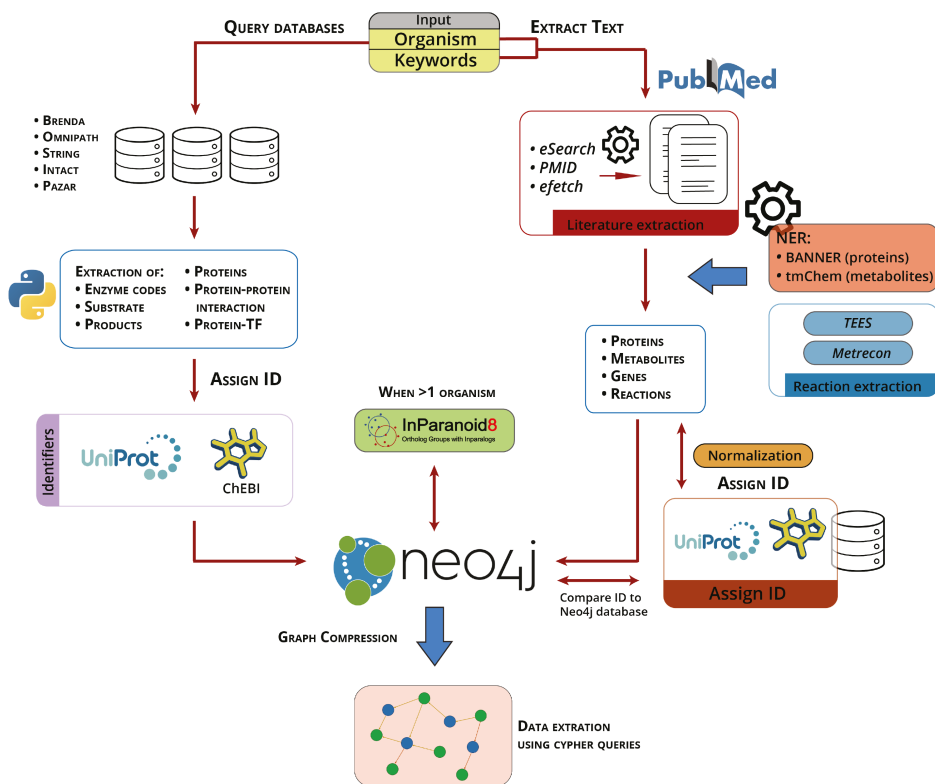 Input
Organism
Keywords
Query databases
Extract Text
PubMed
• Brenda
• Omnipath
• String
• Intact
• Pazar
• eSearch
• PMID
• efetch
Literature extraction
NER:
• BANNER (proteins)
• tmChem (metabolites)
TEES
Metrecon
Reaction extraction
Extraction of:
• Enzyme codes
• Substrate
• Products
• Proteins
• Protein-protein
interaction
• Protein-TF
• Proteins
• Metabolites
• Genes
• Reactions
Assign ID
Identifiers
UniProt
ChEBI
When >1 organism
InParanoid8
Ortholog Groups with Inparalogs
Normalization
Assign ID
UniProt
Assign ID
neo4j
Compare ID to
Neo4j database
Graph Compression
Data extration
using cypher queries